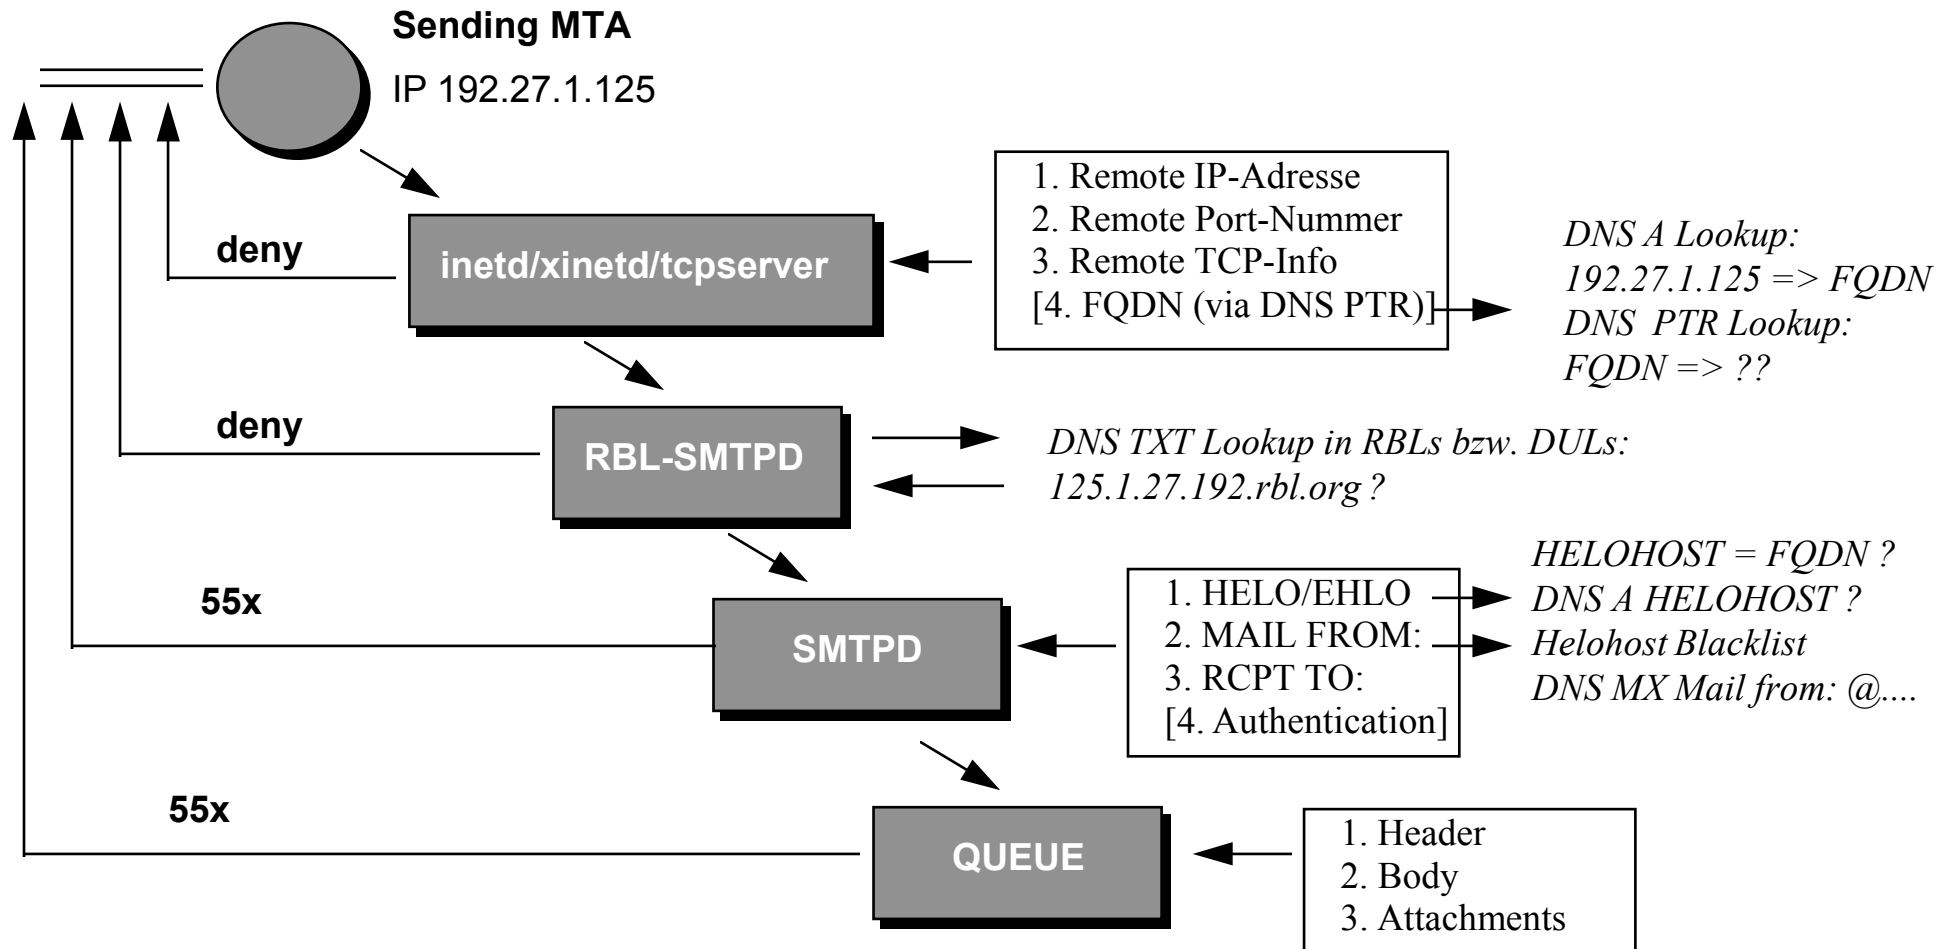 Sending MTA
IP 192.27.1.125
1. Remote IP-Adresse
2. Remote Port-Nummer
3. Remote TCP-Info
[4. FQDN (via DNS PTR)]
DNS A Lookup:
192.27.1.125 => FQDN
DNS PTR Lookup:
FQDN => ??
deny
inetd/xinetd/tcpserver
deny
RBL-SMTPD
DNS TXT Lookup in RBLs bzw. DULs:
125.1.27.192.rbl.org ?
55x
SMTPD
1. HELO/EHLO
2. MAIL FROM:
3. RCPT TO:
[4. Authentication]
HELOHOST = FQDN ?
DNS A HELOHOST ?
Helohost Blacklist
DNS MX Mail from: @....
55x
QUEUE
1. Header
2. Body
3. Attachments